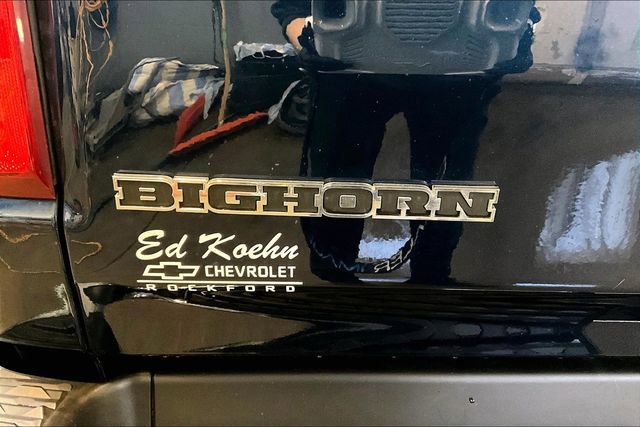 BIGHORN
Ed Koehn
CHEVROLET
ROCKFORD